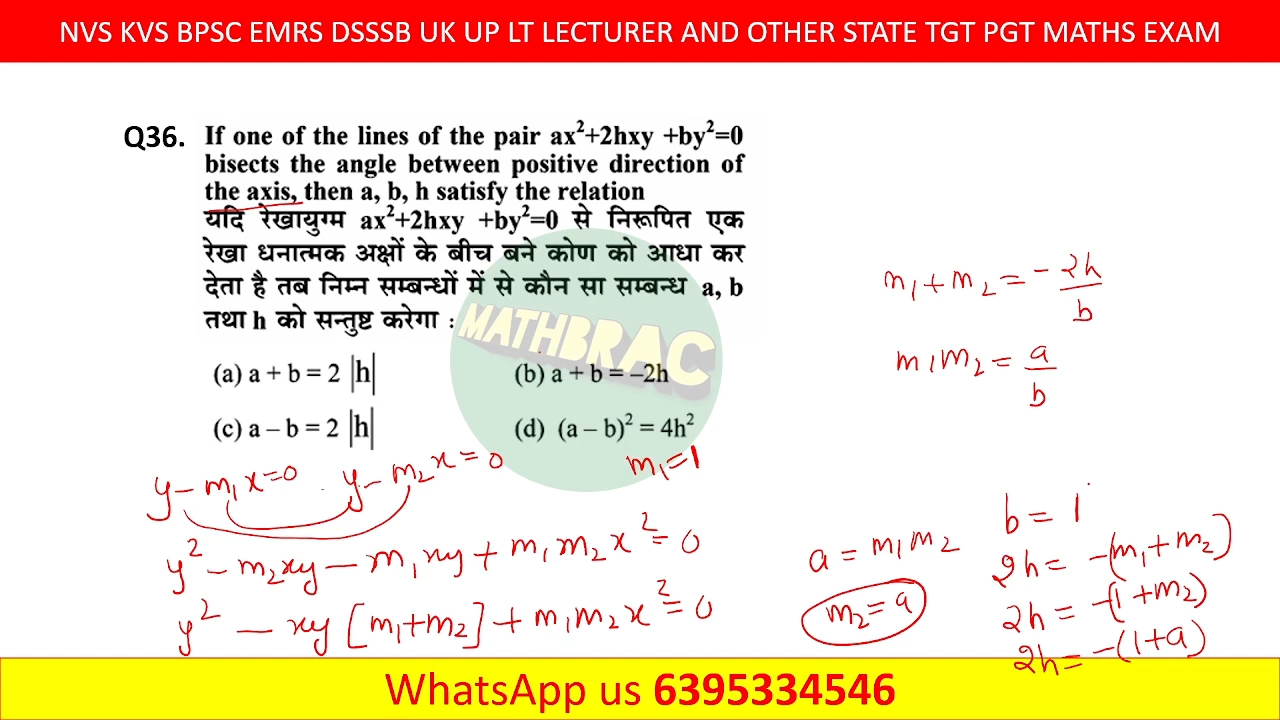 NVS KVS BPSC EMRS DSSSB UK UP LT LECTURER AND OTHER STATE TGT PGT MATHS EXAM
Q36. If one of the lines of the pair ax²+2hxy +by²=0
bisects the angle between positive direction of
the axis, then a, b, h satisfy the relation
यदि रेखायुग्म ax²+2hxy +by²=0 से निरूपित एक
रेखा धनात्मक अक्षों के बीच बने कोण को आधा कर
देता है तब निम्न सम्बन्धों में से कौन सा सम्बन्ध a, b
तथा h को सन्तुष्ट करेगा :
MATHBRAC
(a) a + b = 2 |h| (b) a + b = –2h
(c) a – b = 2 |h| (d) (a – b)² = 4h²
m₁+m₂ = -2h/b
m₁m₂ = a/b
y-m₁x=0 . y-m₂x=0
m₁=1
y²-m₂xy-m₁xy+m₁m₂x²=0
y² - xy[m₁+m₂]+m₁m₂x²=0
a = m₁m₂
m₂=a
b = 1
2h = -(m₁+m₂)
2h = -(1+m₂)
2h = -(1+a)
WhatsApp us 6395334546